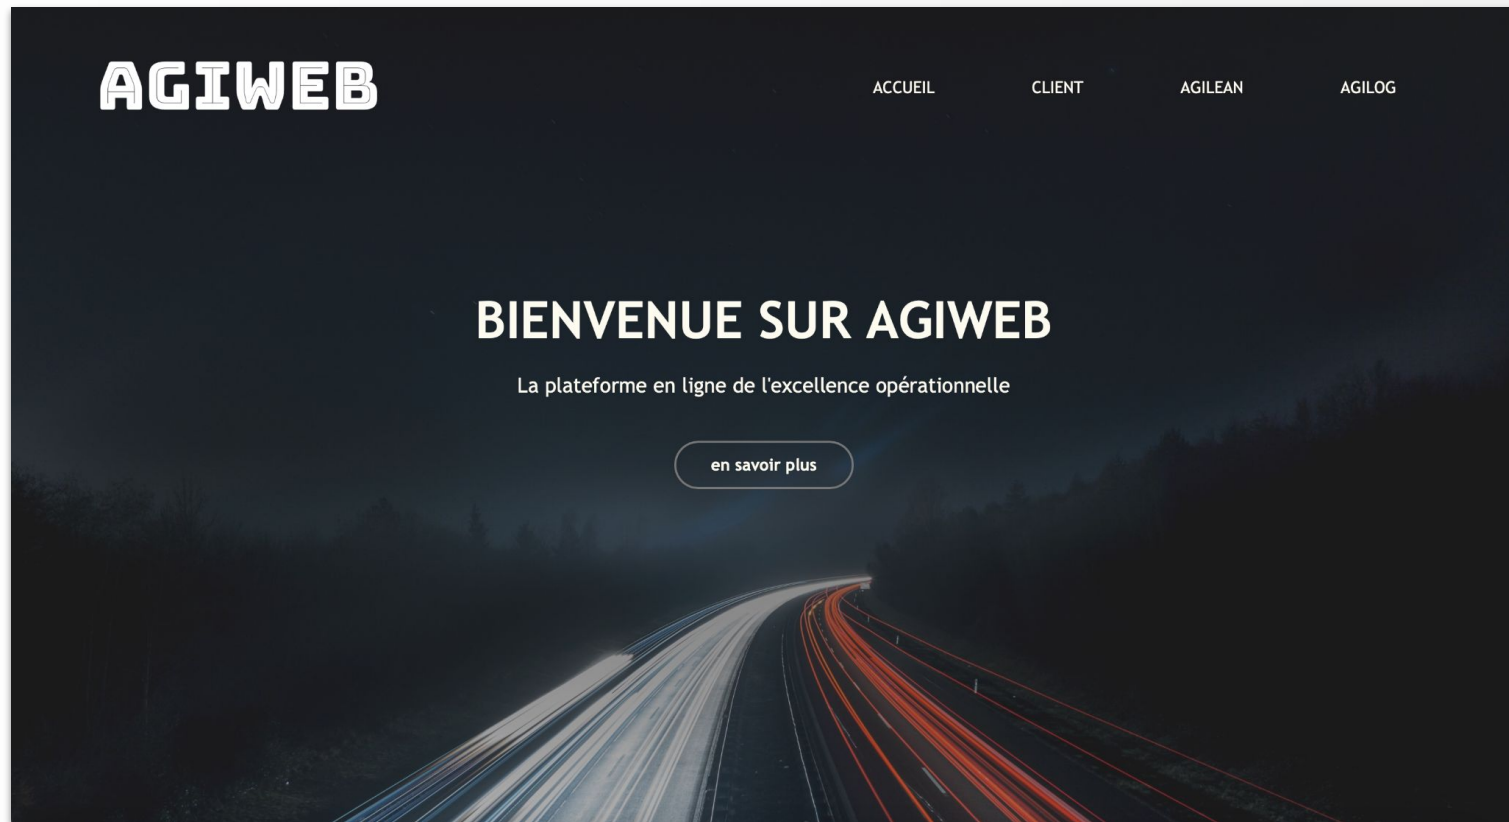 AGIWEB
ACCUEIL CLIENT AGILEAN AGILOG
BIENVENUE SUR AGIWEB
La plateforme en ligne de l'excellence opérationnelle
en savoir plus